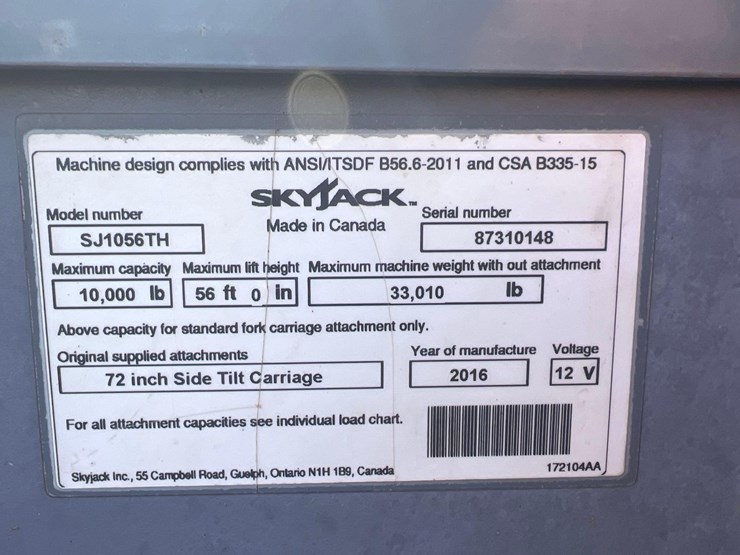 Machine design complies with ANSI/ITSDF B56.6-2011 and CSA B335-15
SKYJACK™
Made in Canada
Model number
SJ1056TH
Serial number
87310148
Maximum capacity
10,000 lb
Maximum lift height
56 ft 0 in
Maximum machine weight with out attachment
33,010 lb
Above capacity for standard fork carriage attachment only.
Original supplied attachments
72 inch Side Tilt Carriage
Year of manufacture
2016
Voltage
12 V
For all attachment capacities see individual load chart.
Skyjack Inc., 55 Campbell Road, Guelph, Ontario N1H 1B9, Canada
172104AA